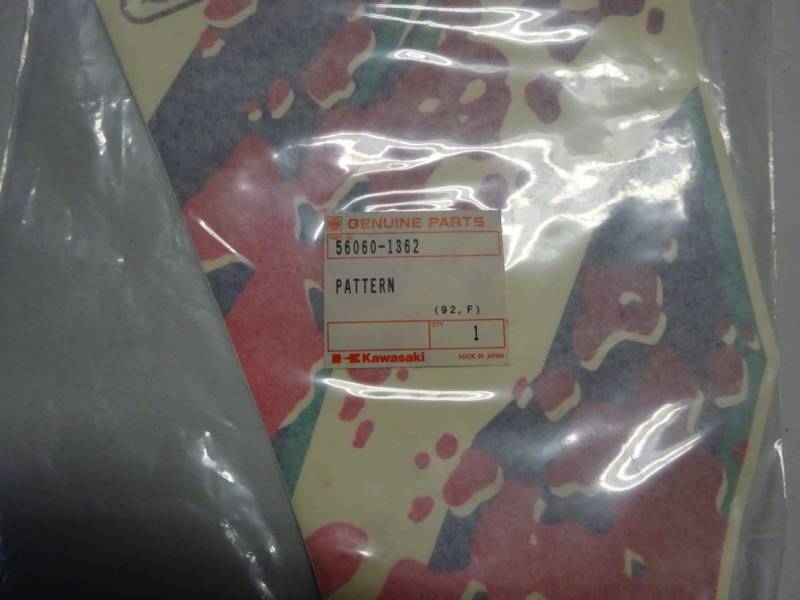 GENUINE PARTS
56060-1362
PATTERN
(92, F)
QTY
1
Kawasaki MADE IN JAPAN